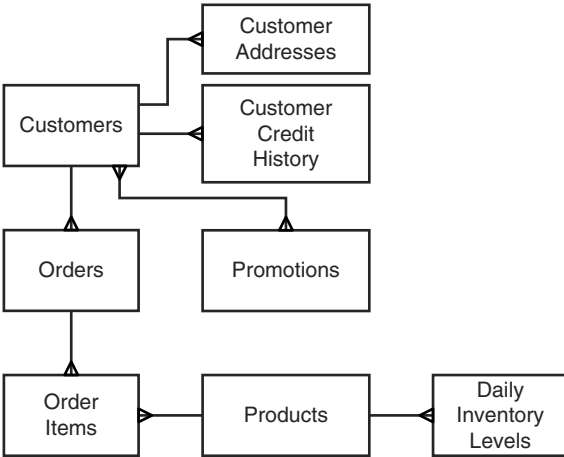 Customer
Addresses
Customers
Customer
Credit
History
Orders
Promotions
Order
Items
Products
Daily
Inventory
Levels